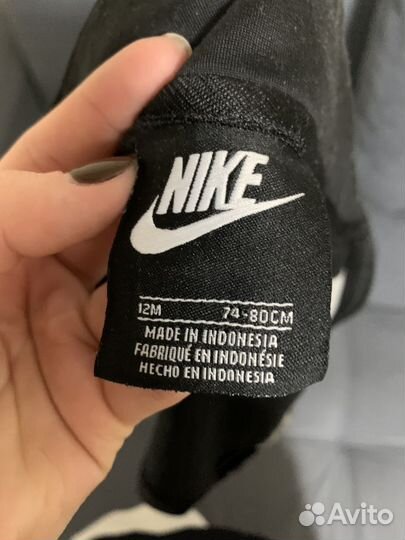 NIKE
12M 74-80CM
MADE IN INDONESIA
FABRIQUÉ EN INDONÉSIE
HECHO EN INDONESIA
Avito